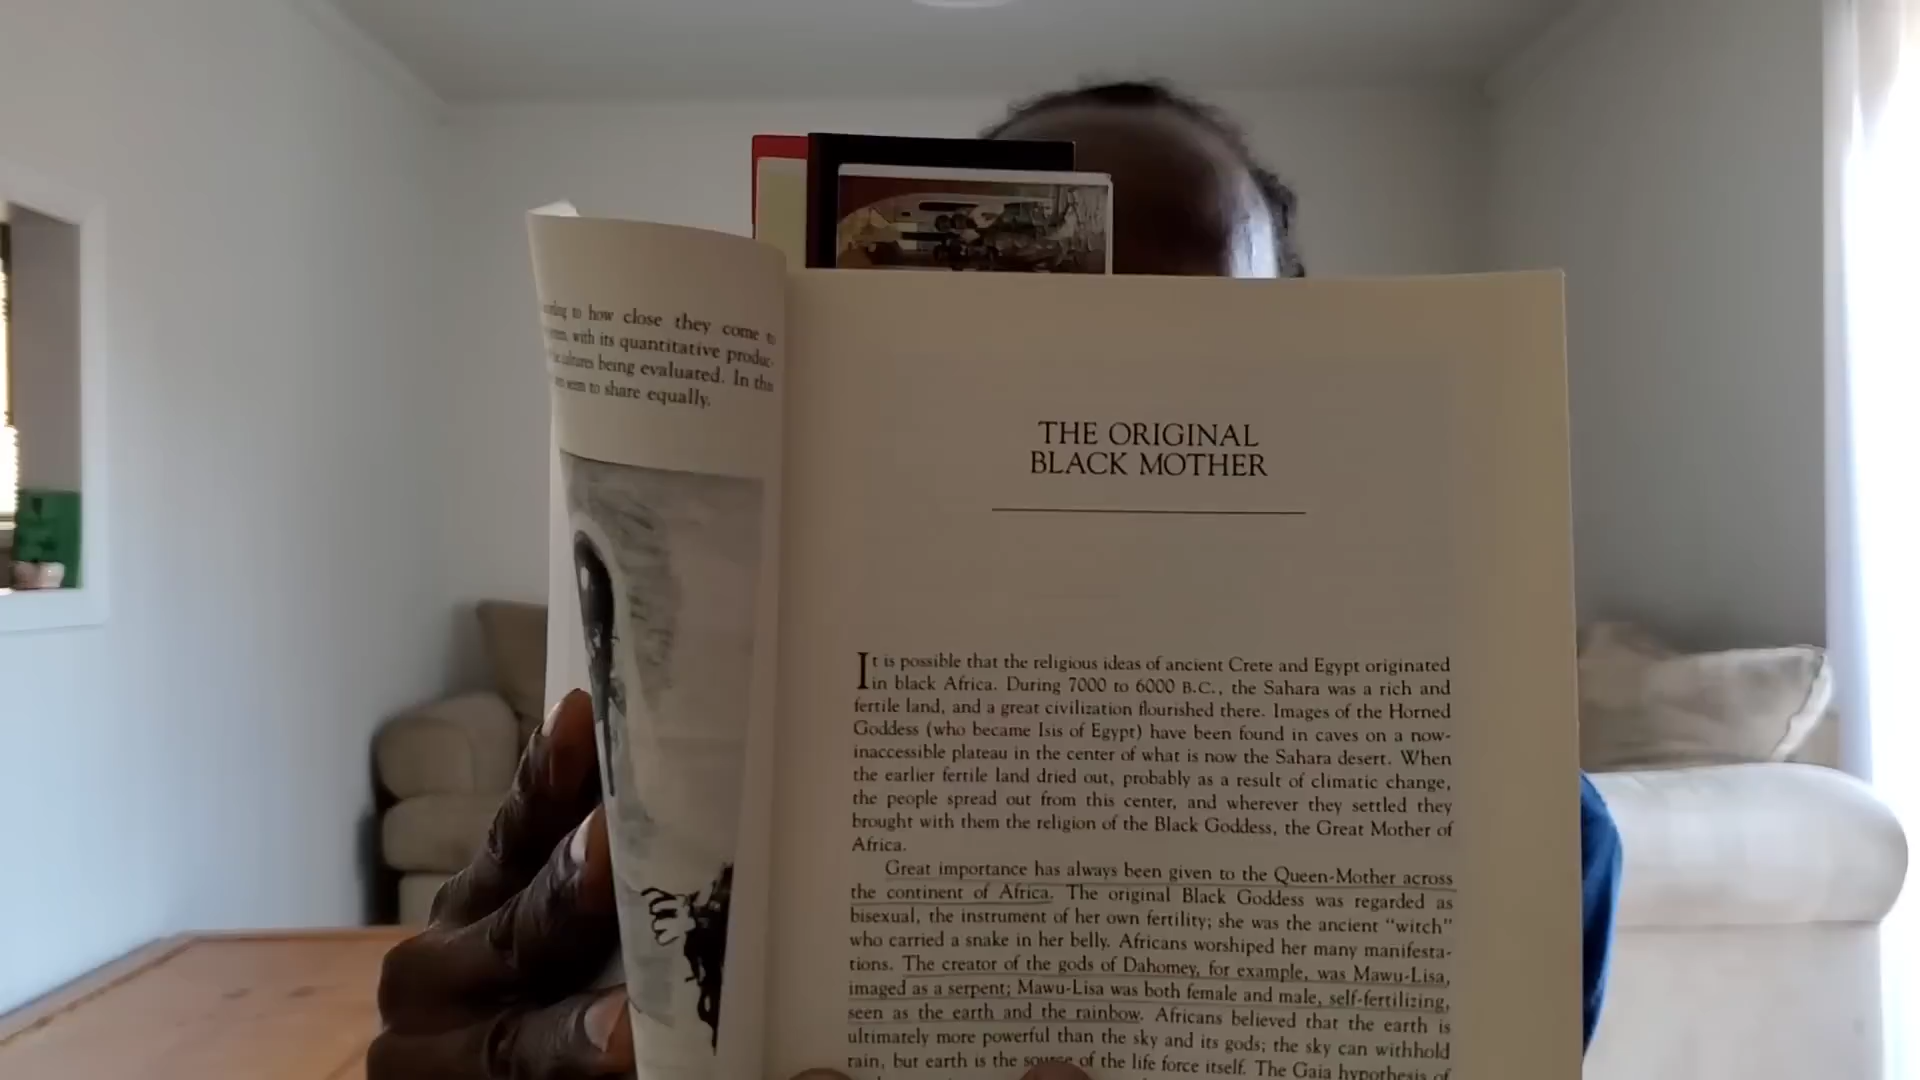 to how close they come to
with its quantitative produc-
being evaluated. In this
seem to share equally.
THE ORIGINAL
BLACK MOTHER
It is possible that the religious ideas of ancient Crete and Egypt originated
in black Africa. During 7000 to 6000 B.C., the Sahara was a rich and
fertile land, and a great civilization flourished there. Images of the Horned
Goddess (who became Isis of Egypt) have been found in caves on a now-
inaccessible plateau in the center of what is now the Sahara desert. When
the earlier fertile land dried out, probably as a result of climatic change,
the people spread out from this center, and wherever they settled they
brought with them the religion of the Black Goddess, the Great Mother of
Africa.
Great importance has always been given to the Queen-Mother across
the continent of Africa. The original Black Goddess was regarded as
bisexual, the instrument of her own fertility; she was the ancient “witch”
who carried a snake in her belly. Africans worshiped her many manifesta-
tions. The creator of the gods of Dahomey, for example, was Mawu-Lisa,
imaged as a serpent; Mawu-Lisa was both female and male, self-fertilizing,
seen as the earth and the rainbow. Africans believed that the earth is
ultimately more powerful than the sky and its gods; the sky can withhold
rain, but earth is the source of the life force itself. The Gaia hypothesis of